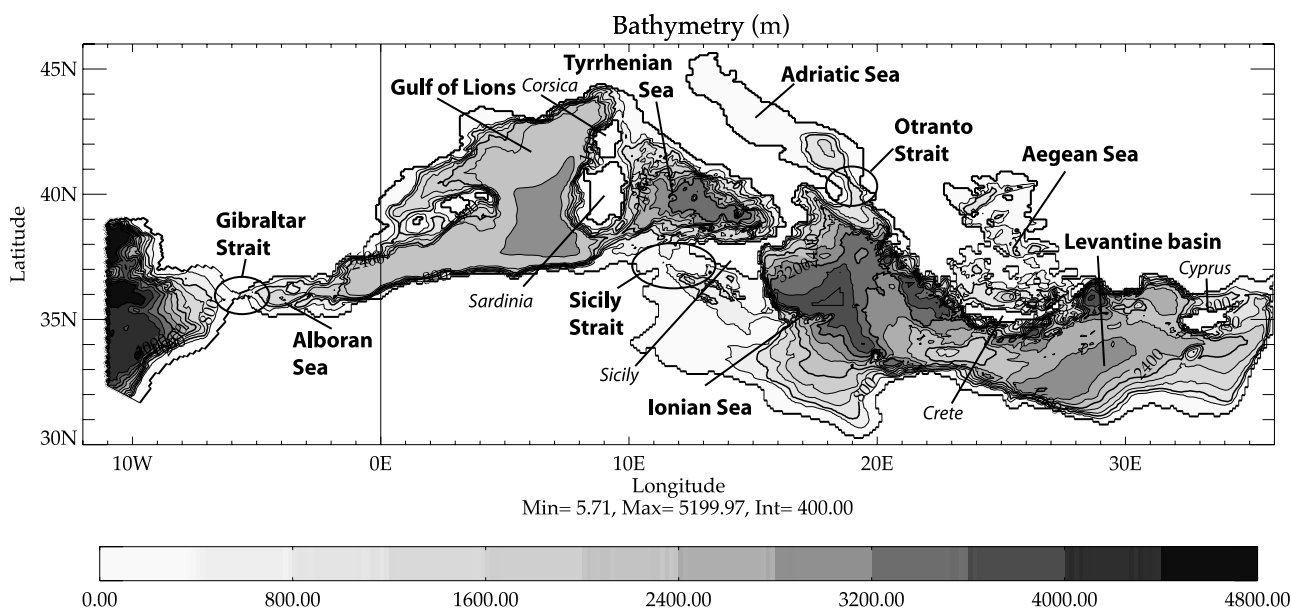 Bathymetry (m)
45N
40N
35N
30N
Latitude
Gulf of Lions
Corsica
Tyrrhenian
Sea
Adriatic Sea
Otranto
Strait
Aegean Sea
Gibraltar
Strait
Levantine basin
Cyprus
Alboran
Sea
Sardinia
Sicily
Strait
Sicily
Ionian Sea
Crete
2400
10W
0E
10E
20E
30E
Longitude
Min= 5.71, Max= 5199.97, Int= 400.00
0.00
800.00
1600.00
2400.00
3200.00
4000.00
4800.00